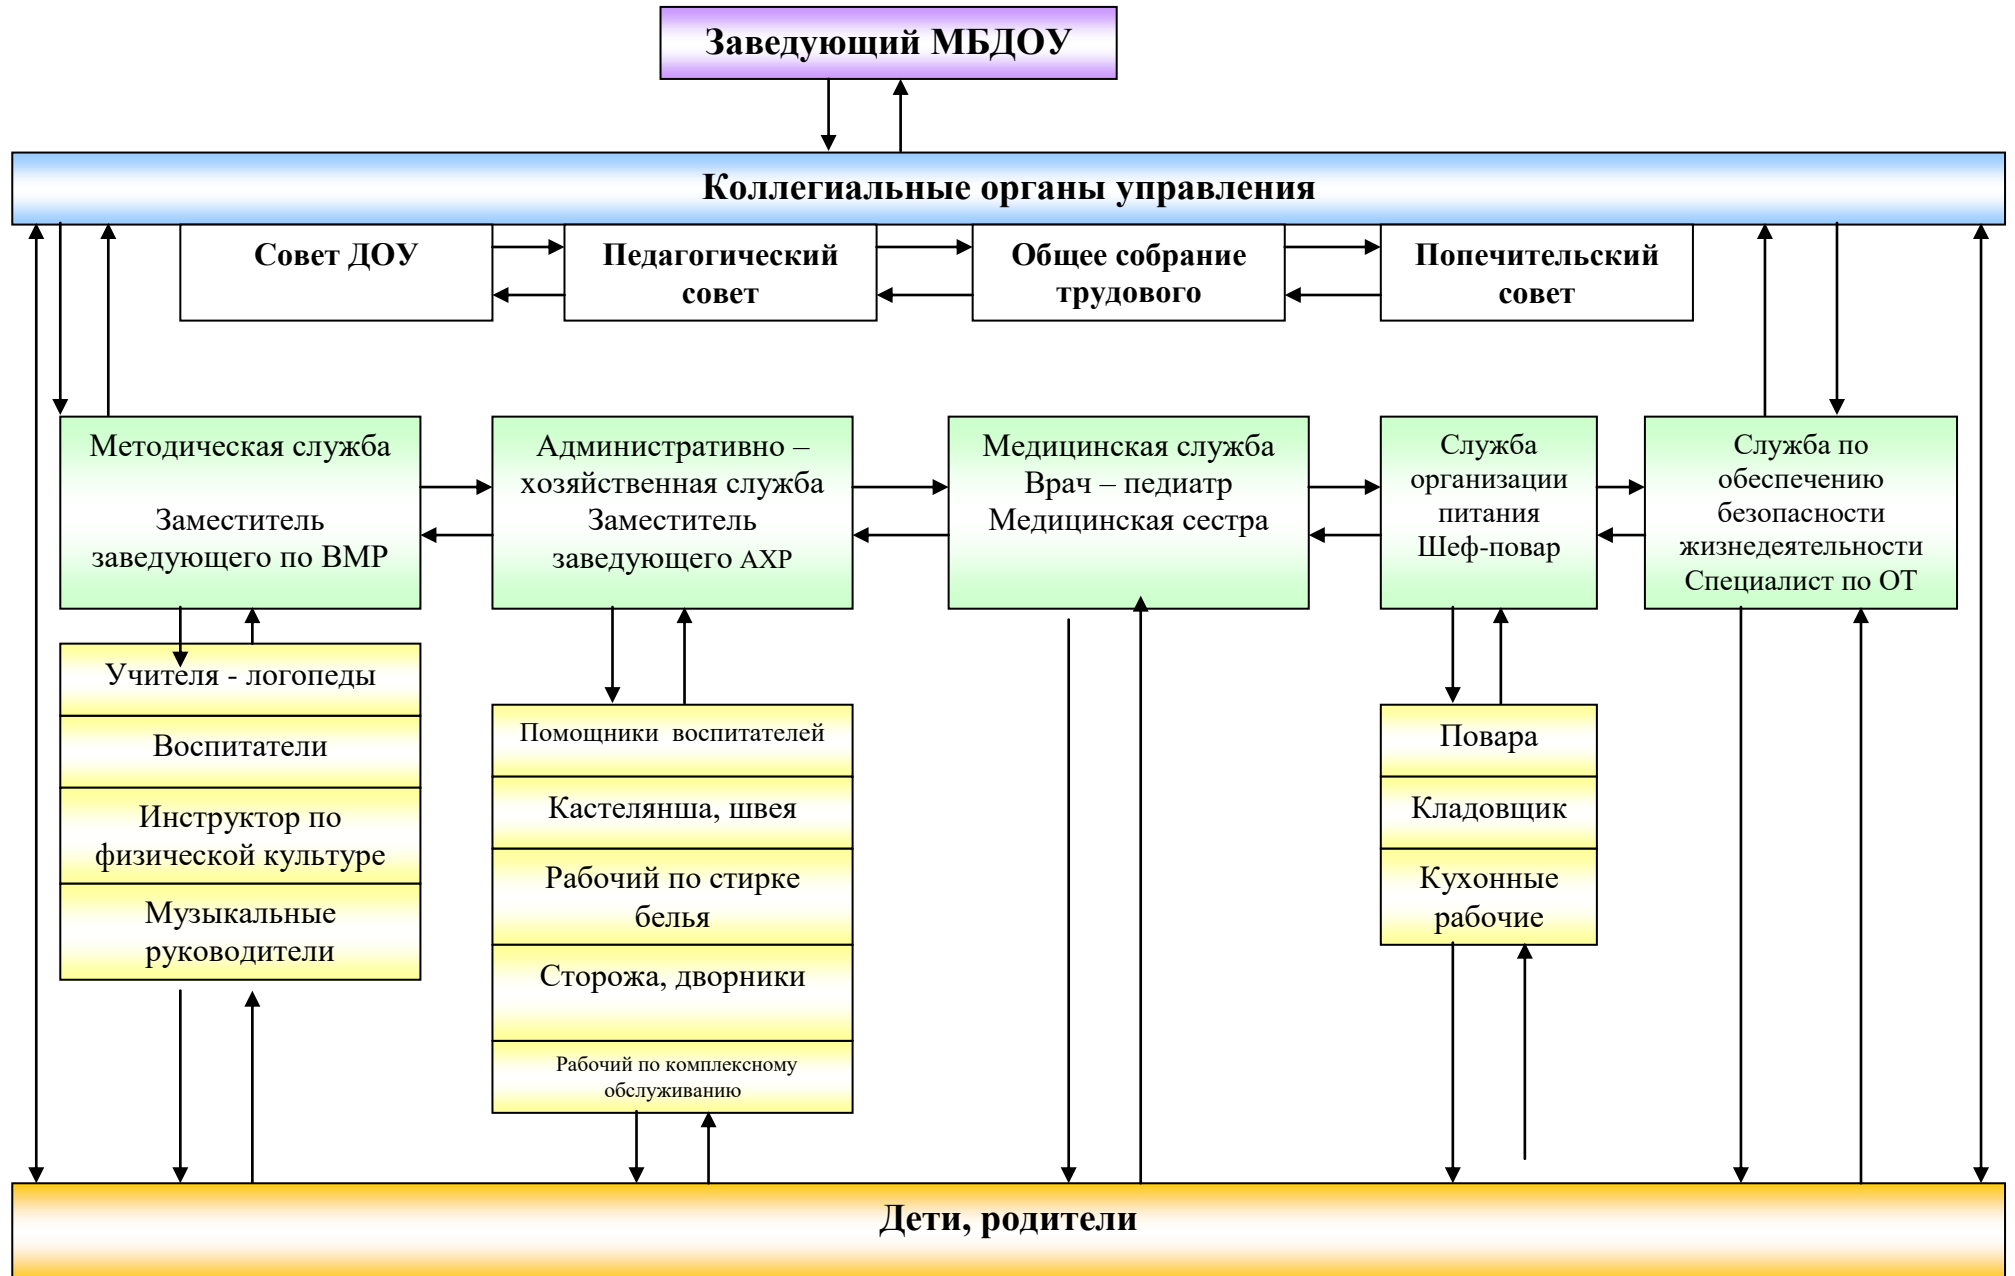 Заведующий МБДОУ
Коллегиальные органы управления
Совет ДОУ
Педагогический
совет
Общее собрание
трудового
Попечительский
совет
Методическая служба
Заместитель
заведующего по ВМР
Административно –
хозяйственная служба
Заместитель
заведующего АХР
Медицинская служба
Врач – педиатр
Медицинская сестра
Служба
организации
питания
Шеф-повар
Служба по
обеспечению
безопасности
жизнедеятельности
Специалист по ОТ
Учителя - логопеды
Воспитатели
Инструктор по
физической культуре
Музыкальные
руководители
Помощники воспитателей
Кастелянша, швея
Рабочий по стирке
белья
Сторожа, дворники
Рабочий по комплексному
обслуживанию
Повара
Кладовщик
Кухонные
рабочие
Дети, родители